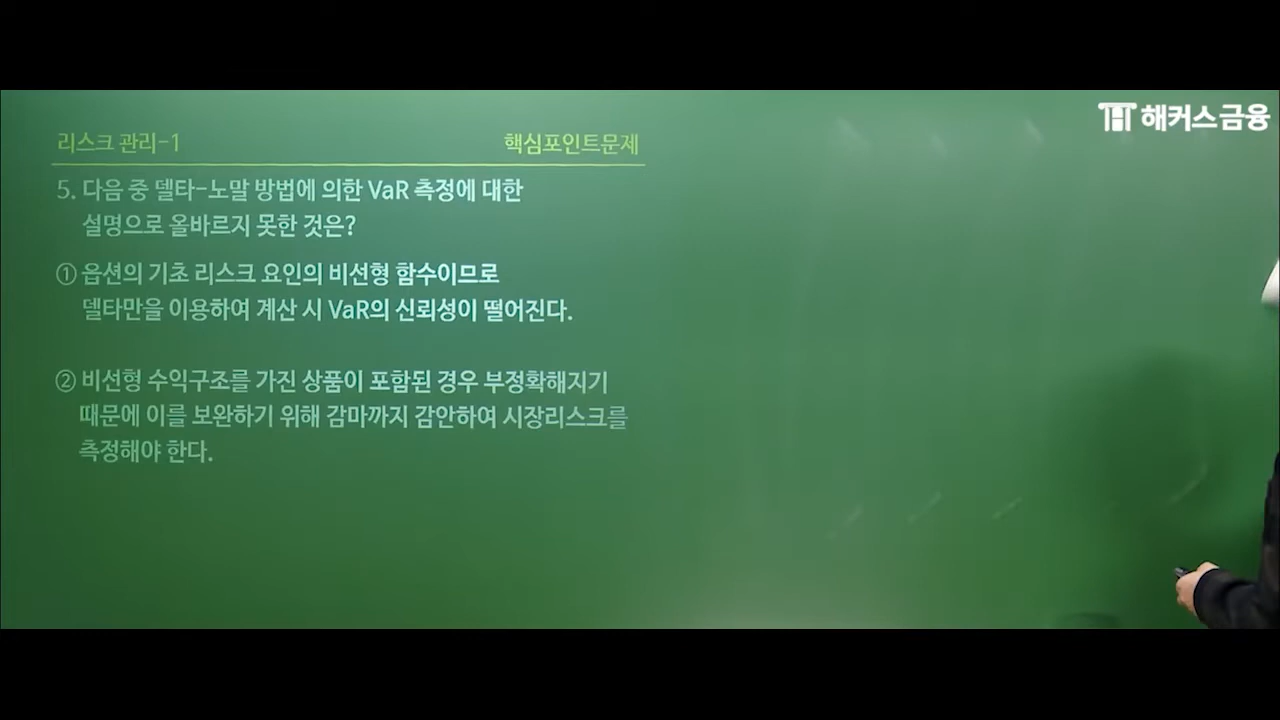 해커스금융
리스크 관리-1
핵심포인트문제
5. 다음 중 델타-노말 방법에 의한 VaR 측정에 대한
설명으로 올바르지 못한 것은?
① 옵션의 기초 리스크 요인의 비선형 함수이므로
델타만을 이용하여 계산 시 VaR의 신뢰성이 떨어진다.
② 비선형 수익구조를 가진 상품이 포함된 경우 부정확해지기
때문에 이를 보완하기 위해 감마까지 감안하여 시장리스크를
측정해야 한다.